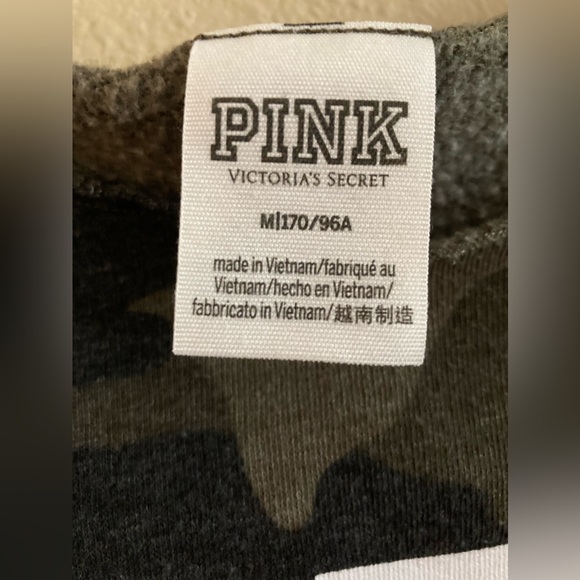 PINK
VICTORIA'S SECRET
M|170/96A
made in Vietnam/fabriqué au
Vietnam/hecho en Vietnam/
fabbricato in Vietnam/越南制造